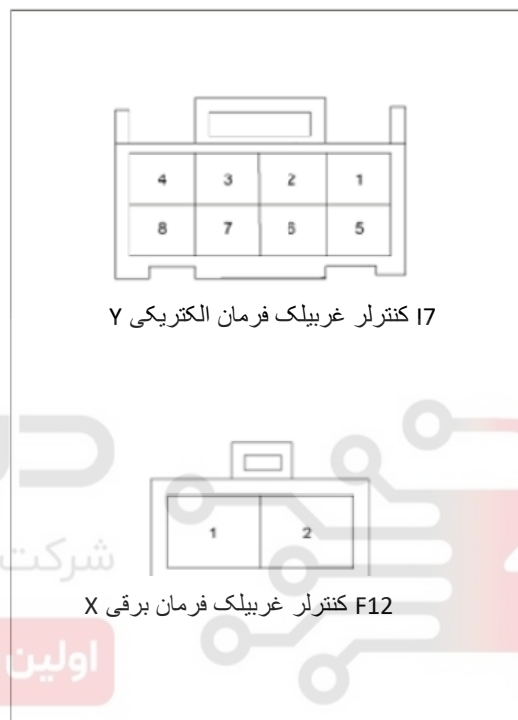 4 3 2 1
8 7 6 5
I7 کنترلر غربیلک فرمان الکتریکی Y
1 2
شرکت
F12 کنترلر غربیلک فرمان برقی X
اولین